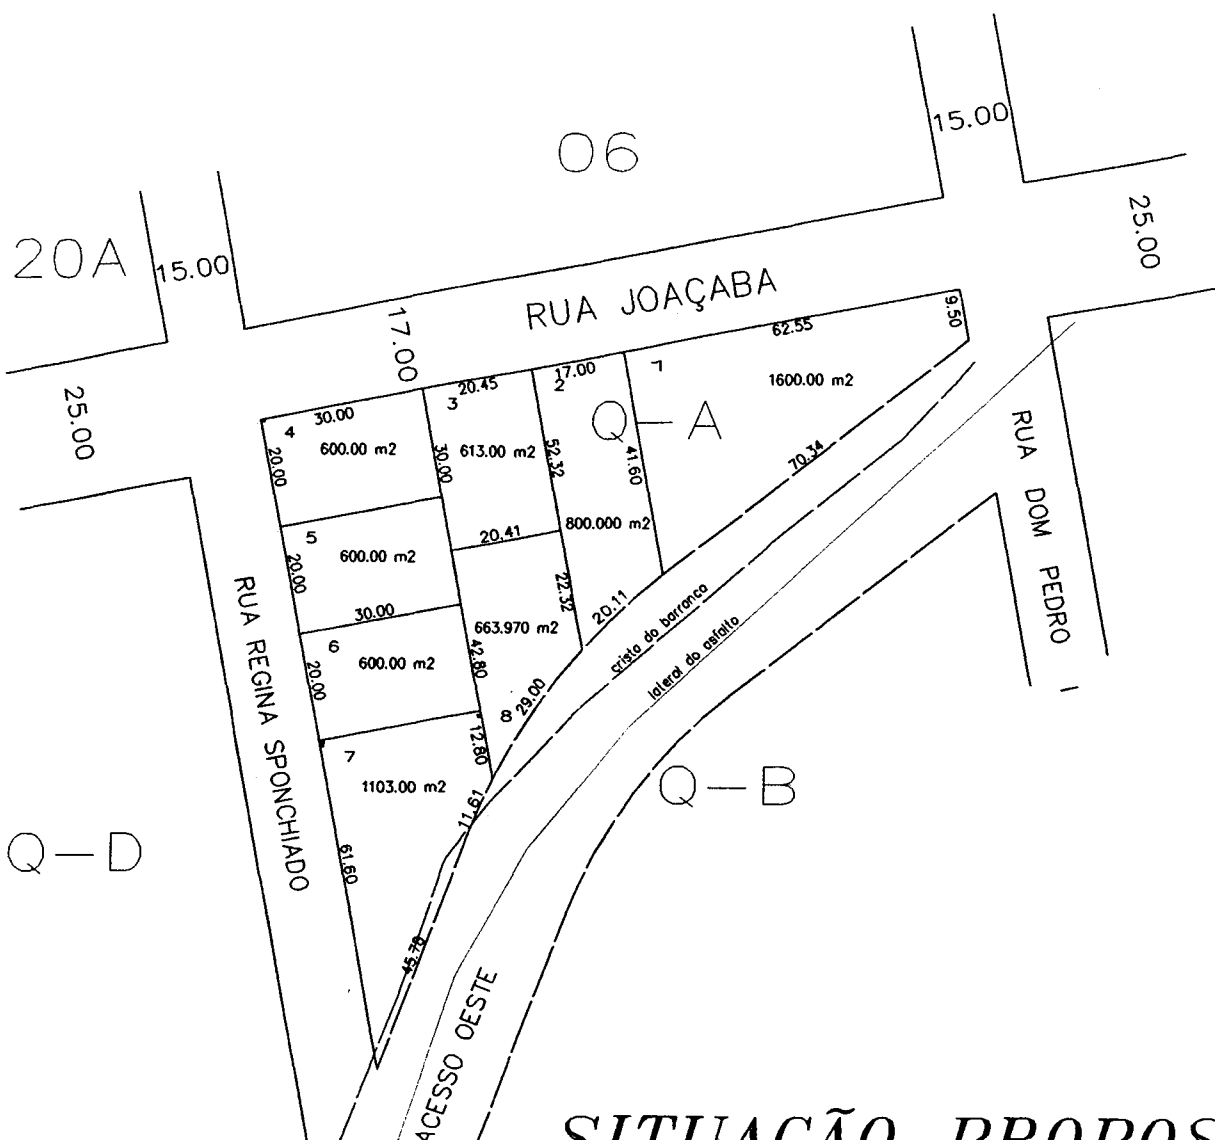 06
15.00
25.00
20A
15.00
RUA JOAÇABA
17.00
62.55
9.50
25.00
20.45
17.00
7
1600.00 m2
30.00
3
2
Q-A
4
600.00 m2
613.00 m2
20.00
30.00
52.32
41.60
70.34
RUA DOM PEDRO I
5
600.00 m2
20.41
800.000 m2
20.00
22.32
30.00
20.11
RUA REGINA SPONCHIADO
6
600.00 m2
663.970 m2
20.00
42.80
crista do barranco
lateral do asfalto
8
29.00
7
12.80
1103.00 m2
11.61
Q-B
Q-D
61.60
45.78
ACESSO OESTE
SITUAÇÃO PROPOS